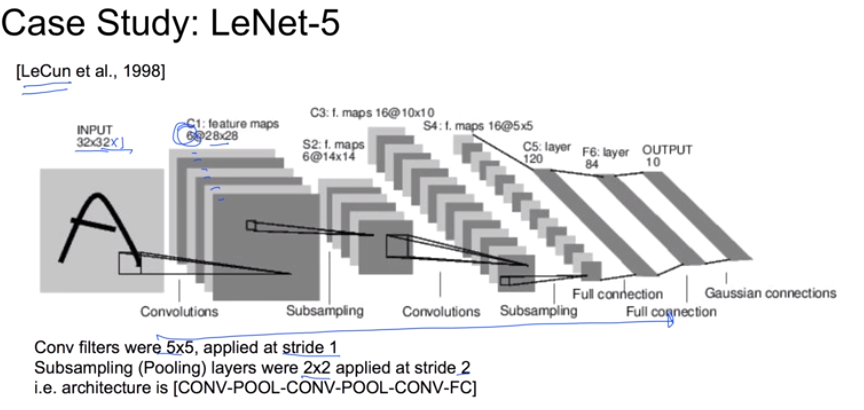 Case Study: LeNet-5
[LeCun et al., 1998]
INPUT
32x32x1
C1: feature maps
6@28x28
S2: f. maps
6@14x14
C3: f. maps 16@10x10
S4: f. maps 16@5x5
C5: layer
120
F6: layer
84
OUTPUT
10
Convolutions
Subsampling
Convolutions
Subsampling
Full connection
Full connection
Gaussian connections
Conv filters were 5x5, applied at stride 1
Subsampling (Pooling) layers were 2x2 applied at stride 2
i.e. architecture is [CONV-POOL-CONV-POOL-CONV-FC]